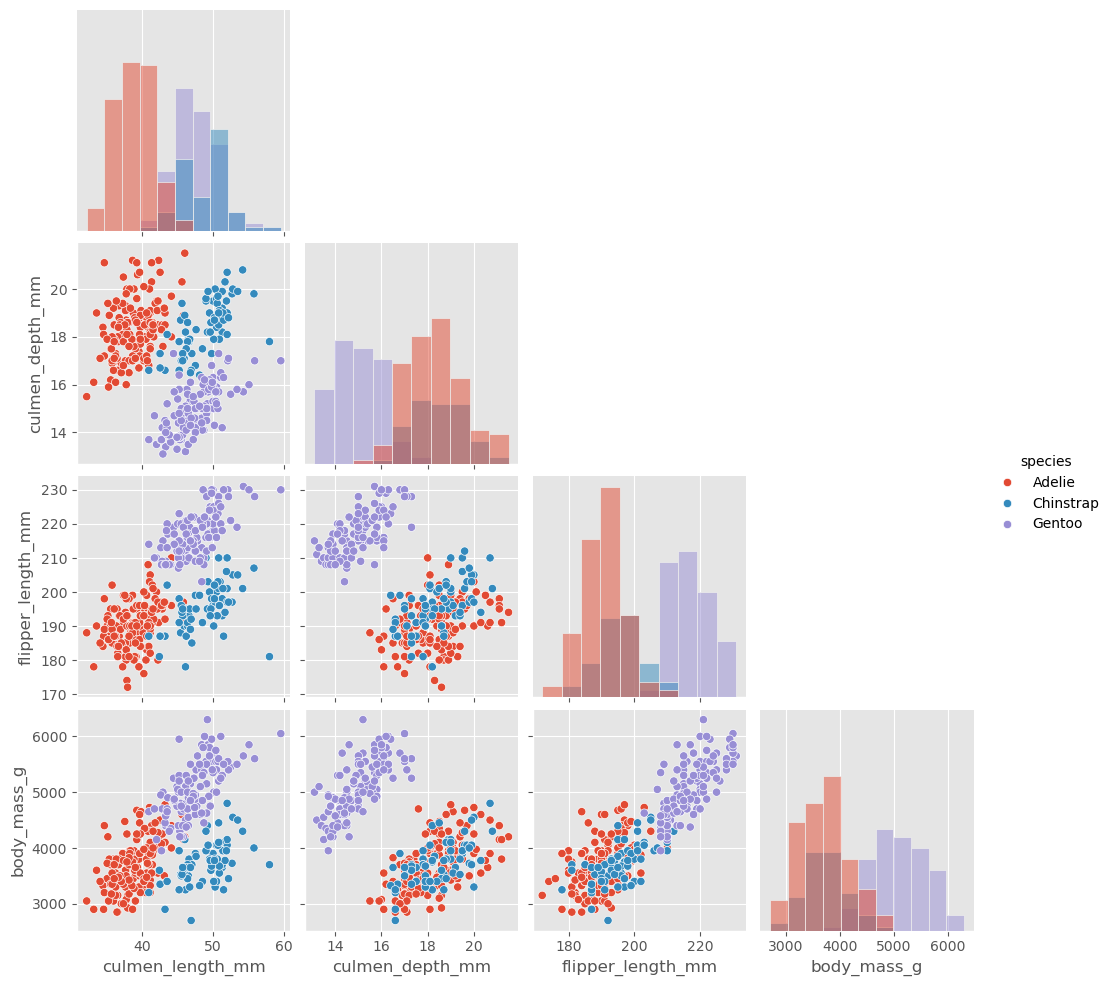 culmen_depth_mm
20
18
16
14
flipper_length_mm
230
220
210
200
190
180
170
body_mass_g
6000
5000
4000
3000
40 50 60
14 16 18 20
180 200 220
3000 4000 5000 6000
culmen_length_mm
culmen_depth_mm
flipper_length_mm
body_mass_g
species
Adelie
Chinstrap
Gentoo